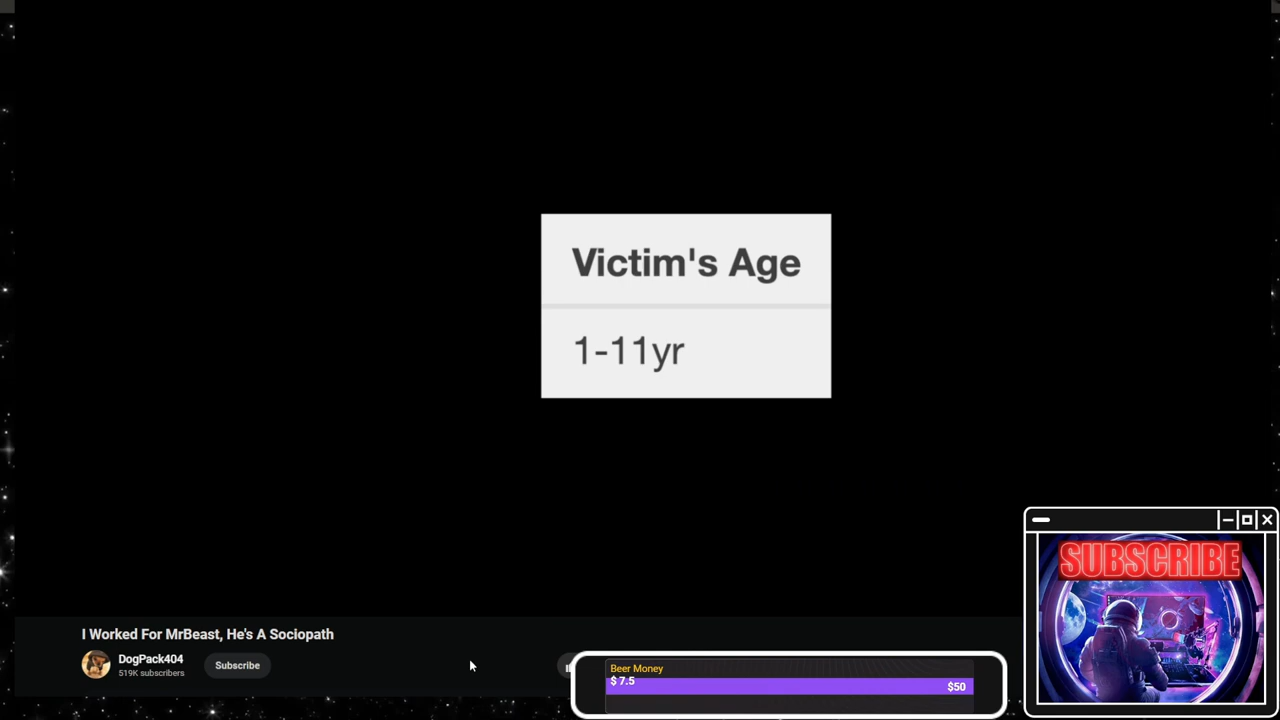 Victim's Age
1-11yr
SUBSCRIBE
I Worked For MrBeast, He's A Sociopath
DogPack404
519K subscribers
Subscribe
Beer Money
$ 7.5
$50